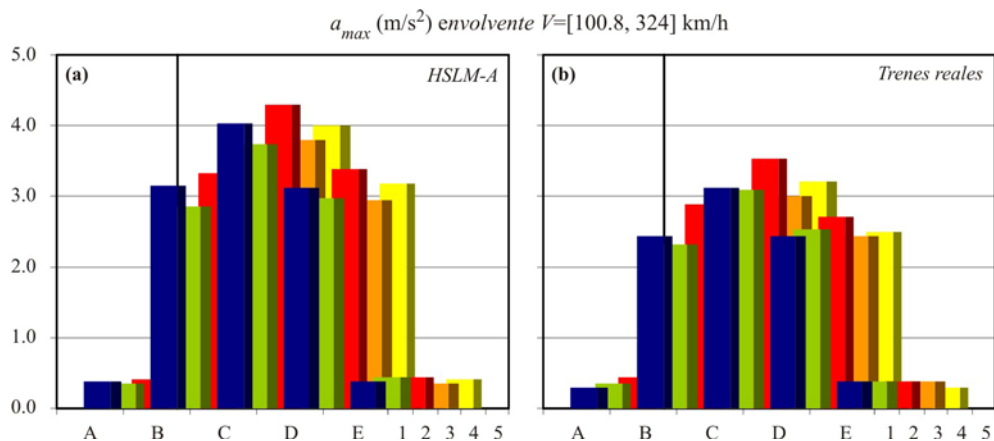 a_max (m/s²) envolvente V=[100.8, 324] km/h
(a) HSLM-A
(b) Trenes reales
5.0
4.0
3.0
2.0
1.0
0.0
A B C D E 1 2 3 4 5
A B C D E 1 2 3 4 5